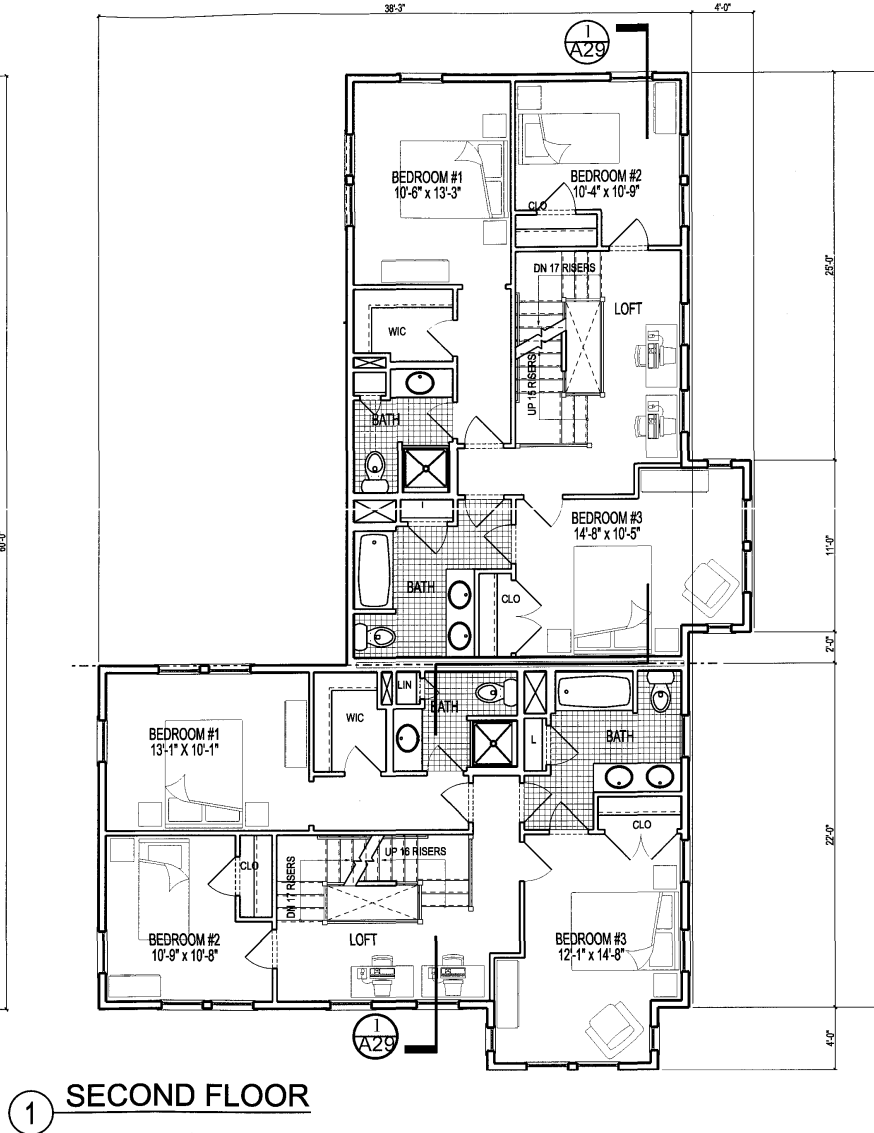 38'-3"
4'-0"
1
A29
BEDROOM #1
10'-6" x 13'-3"
BEDROOM #2
10'-4" x 10'-9"
CLO
DN 17 RISERS
25'-0"
LOFT
WIC
UP 15 RISERS
BATH
60'-0"
L
BEDROOM #3
14'-8" x 10'-5"
11'-0"
BATH
CLO
2'-0"
LIN
BATH
WIC
BEDROOM #1
13'-1" X 10'-1"
L
BATH
CLO
22'-0"
UP 16 RISERS
CLO
DN 17 RISERS
BEDROOM #2
10'-9" x 10'-8"
LOFT
BEDROOM #3
12'-1" x 14'-8"
1
A29
4'-0"
1 SECOND FLOOR